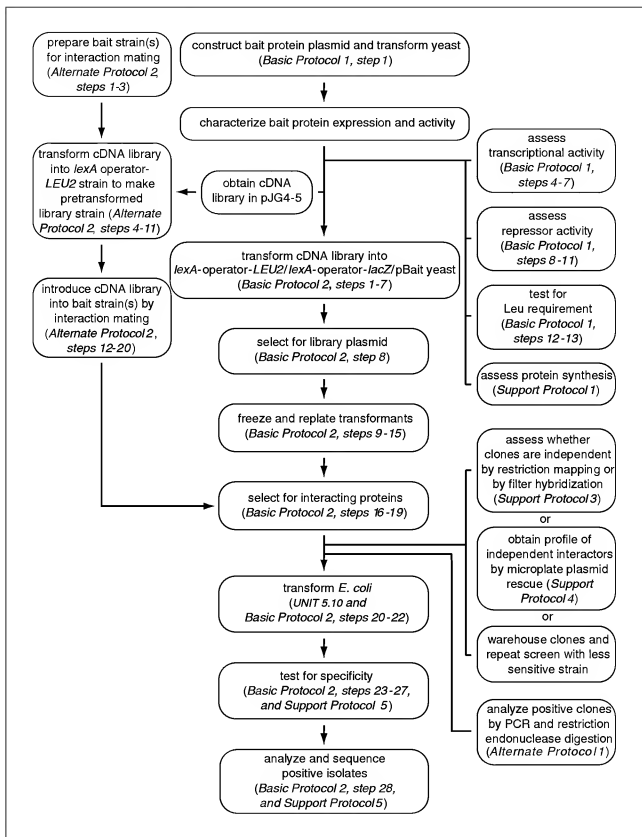 prepare bait strain(s)
for interaction mating
(Alternate Protocol 2,
steps 1-3)
construct bait protein plasmid and transform yeast
(Basic Protocol 1, step 1)
characterize bait protein expression and activity
transform cDNA library
into lexA operator-
LEU2 strain to make
pretransformed
library strain (Alternate
Protocol 2, steps 4-11)
obtain cDNA
library in pJG4-5
assess
transcriptional activity
(Basic Protocol 1,
steps 4-7)
assess
repressor activity
(Basic Protocol 1,
steps 8-11)
transform cDNA library into
lexA-operator-LEU2/lexA-operator-lacZ/pBait yeast
(Basic Protocol 2, steps 1-7)
introduce cDNA library
into bait strain(s) by
interaction mating
(Alternate Protocol 2,
steps 12-20)
test for
Leu requirement
(Basic Protocol 1,
steps 12-13)
select for library plasmid
(Basic Protocol 2, step 8)
assess protein synthesis
(Support Protocol 1)
freeze and replate transformants
(Basic Protocol 2, steps 9-15)
assess whether
clones are independent
by restriction mapping or
by filter hybridization
(Support Protocol 3)
select for interacting proteins
(Basic Protocol 2, steps 16-19)
or
obtain profile of
independent interactors
by microplate plasmid
rescue (Support
Protocol 4)
transform E. coli
(UNIT 5.10 and
Basic Protocol 2, steps 20-22)
or
warehouse clones and
repeat screen with less
sensitive strain
test for specificity
(Basic Protocol 2, steps 23-27,
and Support Protocol 5)
analyze positive clones
by PCR and restriction
endonuclease digestion
(Alternate Protocol 1)
analyze and sequence
positive isolates
(Basic Protocol 2, step 28,
and Support Protocol 5)